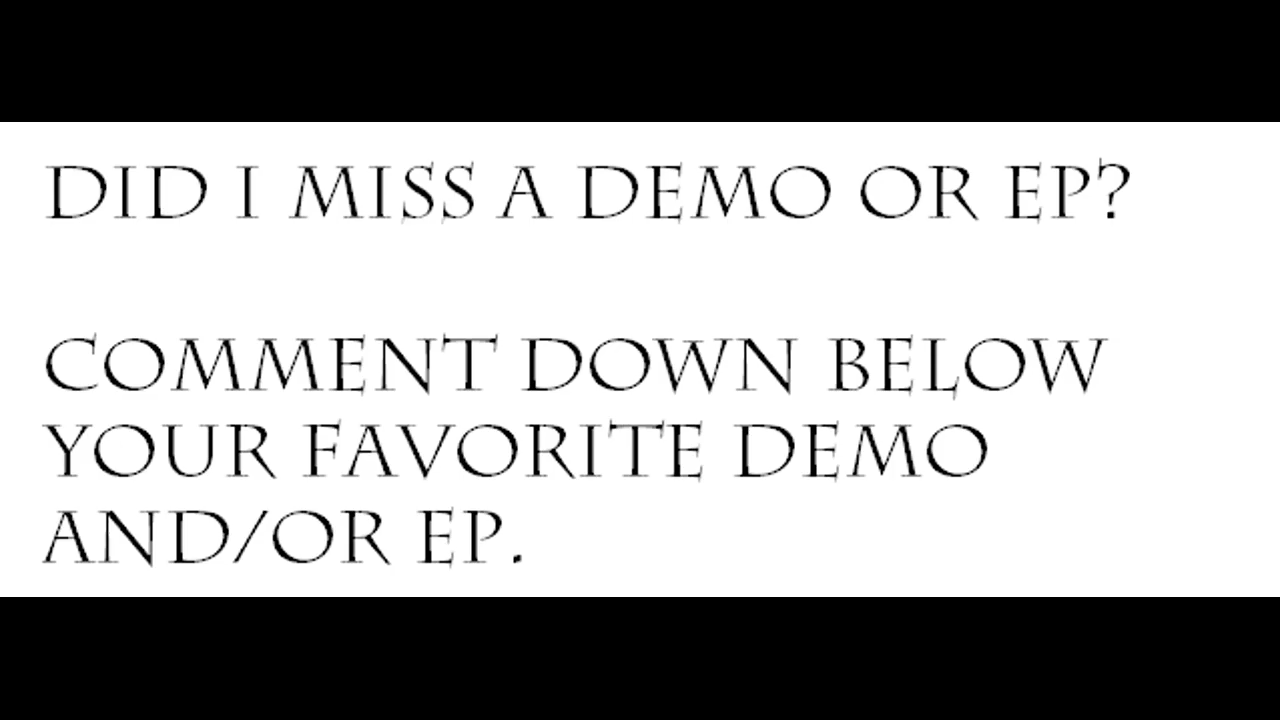 DID I MISS A DEMO OR EP?
COMMENT DOWN BELOW
YOUR FAVORITE DEMO
AND/OR EP.